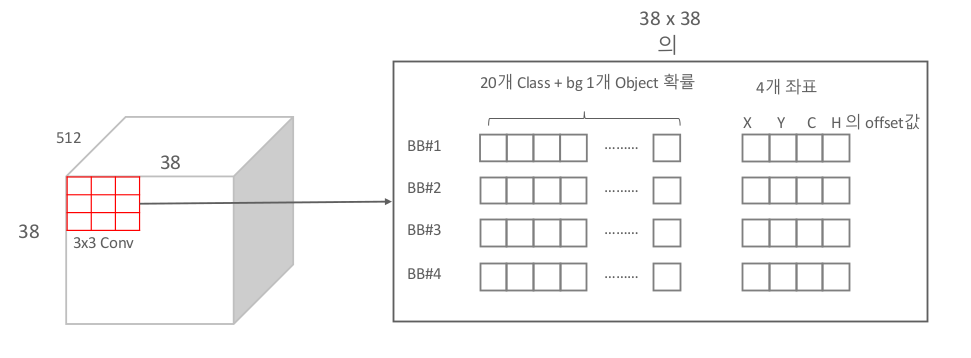 38 x 38
의
20개 Class + bg 1개 Object 확률
4개 좌표
X Y C H 의 offset값
512
38
38
3x3 Conv
BB#1 .........
BB#2 .........
BB#3 .........
BB#4 .........